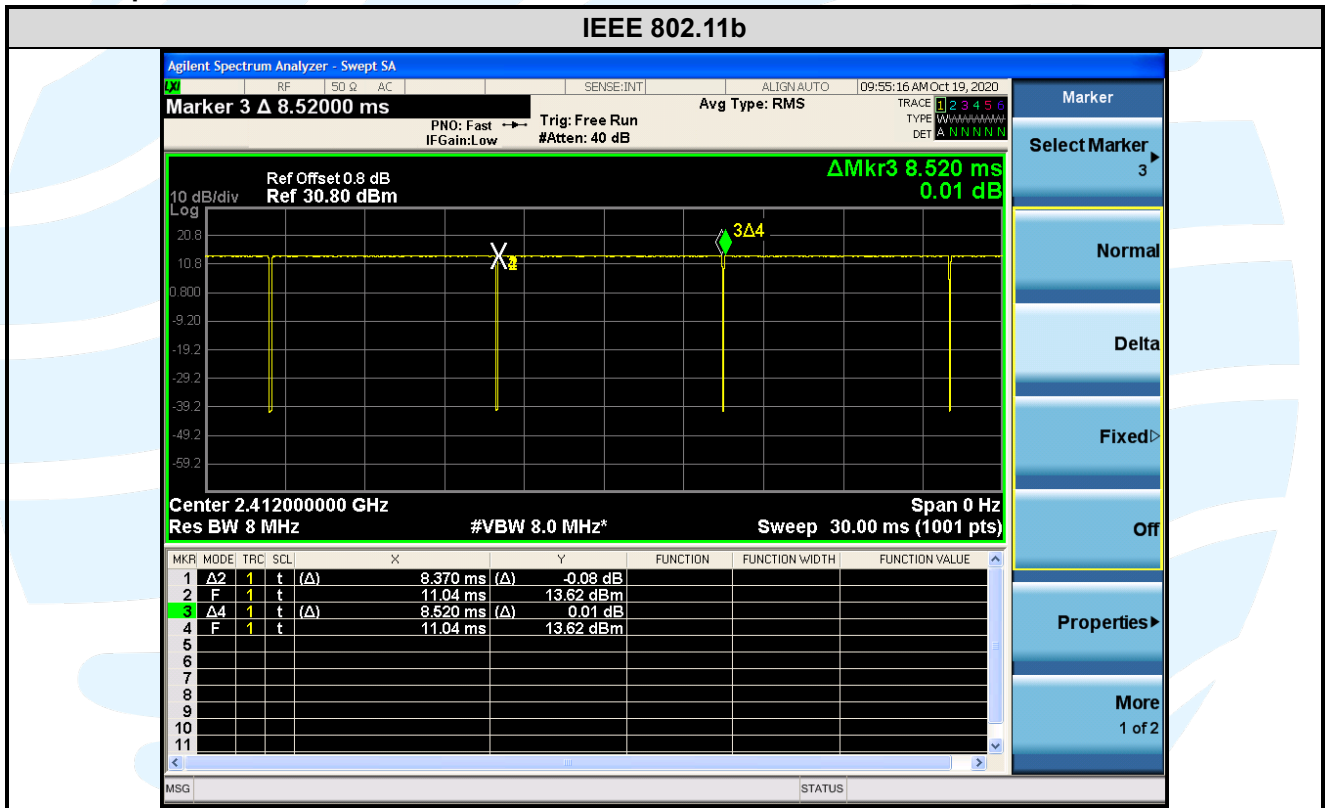 IEEE 802.11b
Agilent Spectrum Analyzer - Swept SA
LXI RF 50 Ω AC SENSE:INT ALIGN AUTO 09:55:16 AM Oct 19, 2020
Marker 3 Δ 8.52000 ms
PNO: Fast
IFGain:Low
Trig: Free Run
#Atten: 40 dB
Avg Type: RMS
TRACE 1 2 3 4 5 6
TYPE
DET A N N N N N
ΔMkr3 8.520 ms
0.01 dB
Ref Offset 0.8 dB
10 dB/div Ref 30.80 dBm
Log
20.8
10.8
0.800
-9.20
-19.2
-29.2
-39.2
-49.2
-59.2
3Δ4
Center 2.412000000 GHz Span 0 Hz
Res BW 8 MHz #VBW 8.0 MHz* Sweep 30.00 ms (1001 pts)
MKR MODE TRC SCL X Y FUNCTION FUNCTION WIDTH FUNCTION VALUE
1 Δ2 1 t (Δ) 8.370 ms (Δ) -0.08 dB
2 F 1 t 11.04 ms 13.62 dBm
3 Δ4 1 t (Δ) 8.520 ms (Δ) 0.01 dB
4 F 1 t 11.04 ms 13.62 dBm
5
6
7
8
9
10
11
MSG STATUS
Marker
Select Marker
3
Normal
Delta
Fixed
Off
Properties
More
1 of 2